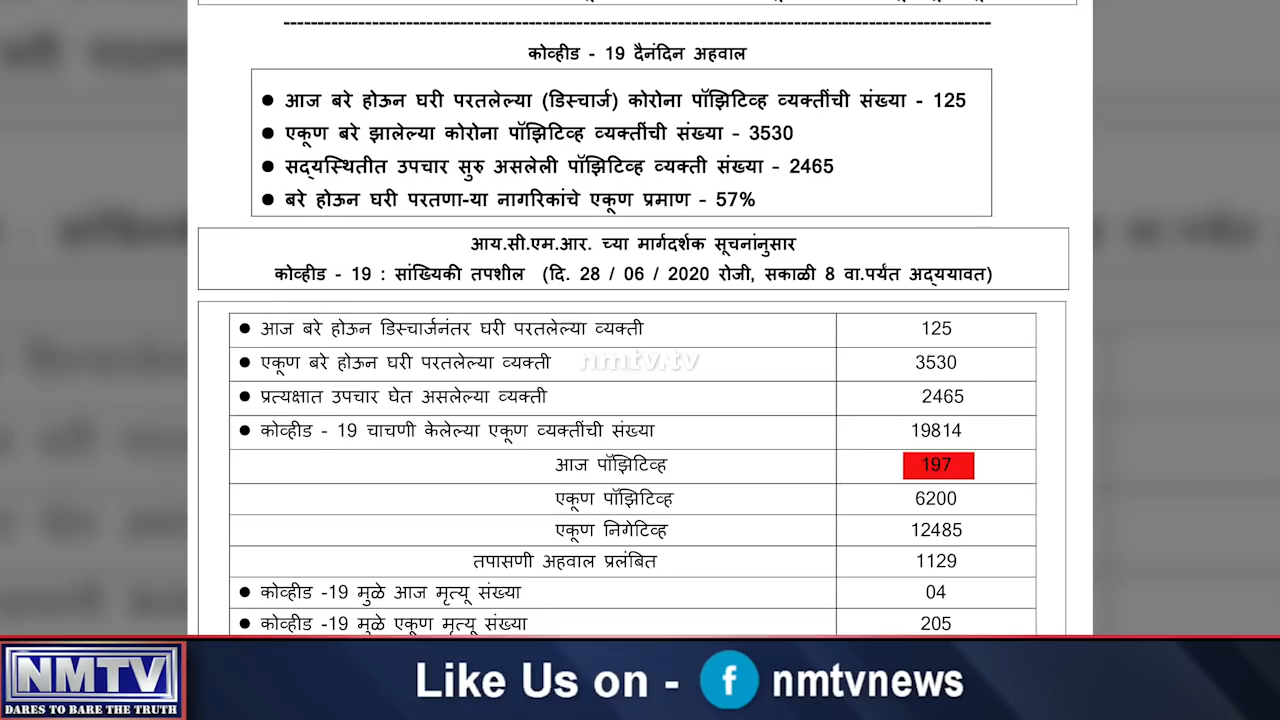 कोव्हीड - 19 दैनंदिन अहवाल
● आज बरे होऊन घरी परतलेल्या (डिस्चार्ज) कोरोना पॉझिटिव्ह व्यक्तींची संख्या - 125
● एकूण बरे झालेल्या कोरोना पॉझिटिव्ह व्यक्तींची संख्या - 3530
● सद्यस्थितीत उपचार सुरु असलेली पॉझिटिव्ह व्यक्ती संख्या - 2465
● बरे होऊन घरी परतणा-या नागरिकांचे एकूण प्रमाण - 57%
आय.सी.एम.आर. च्या मार्गदर्शक सूचनांनुसार
कोव्हीड - 19 : सांख्यिकी तपशील (दि. 28 / 06 / 2020 रोजी, सकाळी 8 वा.पर्यंत अद्ययावत)
● आज बरे होऊन डिस्चार्जनंतर घरी परतलेल्या व्यक्ती 125
● एकूण बरे होऊन घरी परतलेल्या व्यक्ती 3530
nmtv.tv
● प्रत्यक्षात उपचार घेत असलेल्या व्यक्ती 2465
● कोव्हीड - 19 चाचणी केलेल्या एकूण व्यक्तींची संख्या 19814
आज पॉझिटिव्ह 197
एकूण पॉझिटिव्ह 6200
एकूण निगेटिव्ह 12485
तपासणी अहवाल प्रलंबित 1129
● कोव्हीड -19 मुळे आज मृत्यू संख्या 04
● कोव्हीड -19 मुळे एकूण मृत्यू संख्या 205
NMTV
DARES TO BARE THE TRUTH
Like Us on - f nmtvnews